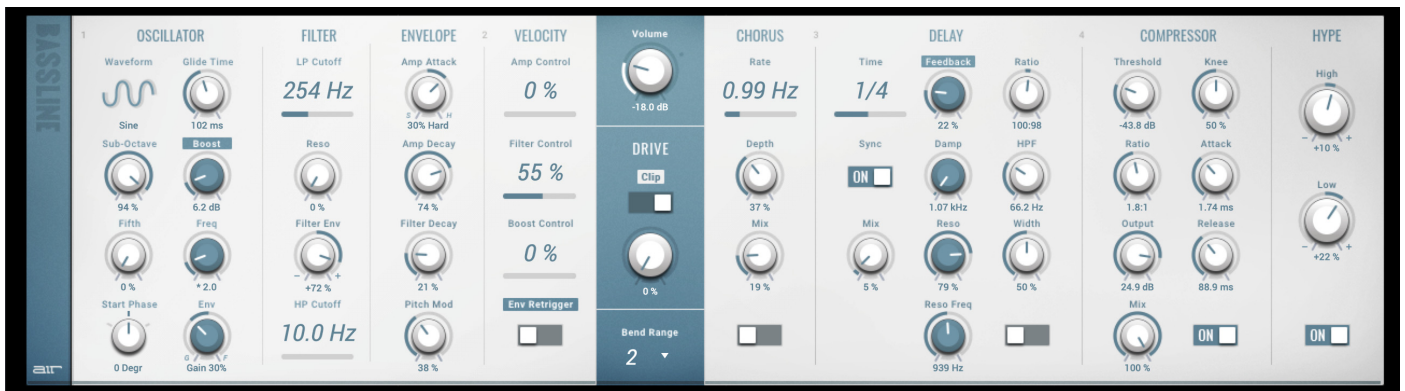 BASSLINE
1 OSCILLATOR
Waveform
Sine
Glide Time
102 ms
Sub-Octave
94 %
Boost
6.2 dB
Fifth
0 %
Freq
* 2.0
Start Phase
0 Degr
Env
G F
Gain 30%
FILTER
LP Cutoff
254 Hz
Reso
0 %
Filter Env
− +
+72 %
HP Cutoff
10.0 Hz
ENVELOPE
Amp Attack
S H
30% Hard
Amp Decay
74 %
Filter Decay
21 %
Pitch Mod
38 %
2 VELOCITY
Amp Control
0 %
Filter Control
55 %
Boost Control
0 %
Env Retrigger
Volume
-18.0 dB
DRIVE
Clip
0 %
Bend Range
2
CHORUS
Rate
0.99 Hz
Depth
37 %
Mix
19 %
3 DELAY
Time
1/4
Feedback
22 %
Ratio
100:98
Sync
ON
Damp
1.07 kHz
HPF
66.2 Hz
Mix
5 %
Reso
79 %
Width
50 %
Reso Freq
939 Hz
4 COMPRESSOR
Threshold
-43.8 dB
Knee
50 %
Ratio
1.8:1
Attack
1.74 ms
Output
24.9 dB
Release
88.9 ms
Mix
100 %
ON
HYPE
High
− +
+10 %
Low
− +
+22 %
ON
air